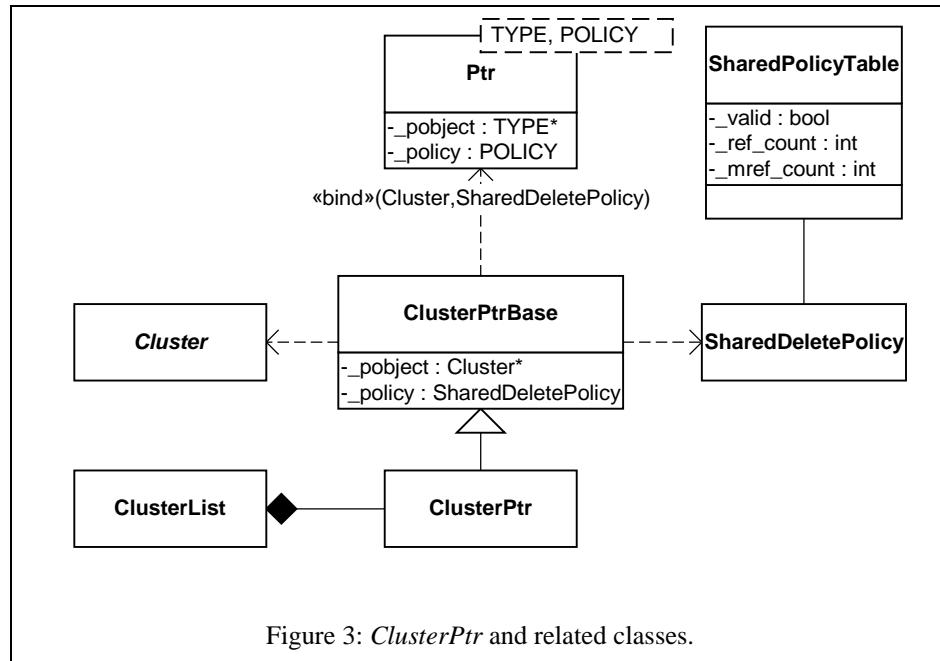 TYPE, POLICY
Ptr
-_pobject : TYPE*
-_policy : POLICY
SharedPolicyTable
-_valid : bool
-_ref_count : int
-_mref_count : int
«bind»(Cluster,SharedDeletePolicy)
Cluster
ClusterPtrBase
-_pobject : Cluster*
-_policy : SharedDeletePolicy
SharedDeletePolicy
ClusterList
ClusterPtr
Figure 3: ClusterPtr and related classes.